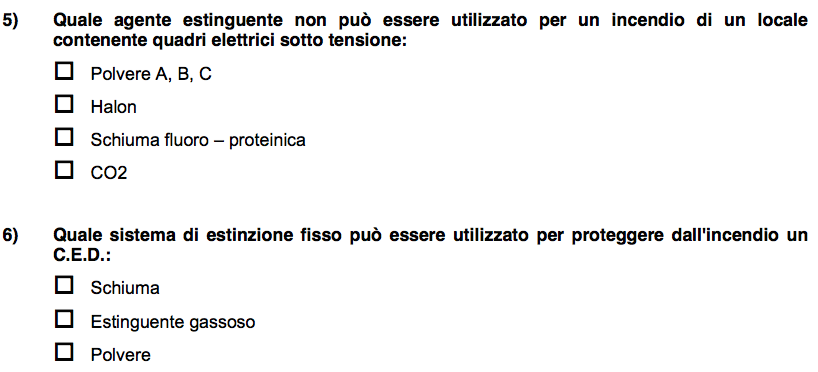 5) Quale agente estinguente non può essere utilizzato per un incendio di un locale
contenente quadri elettrici sotto tensione:
Polvere A, B, C
Halon
Schiuma fluoro – proteinica
CO2
6) Quale sistema di estinzione fisso può essere utilizzato per proteggere dall'incendio un
C.E.D.:
Schiuma
Estinguente gassoso
Polvere